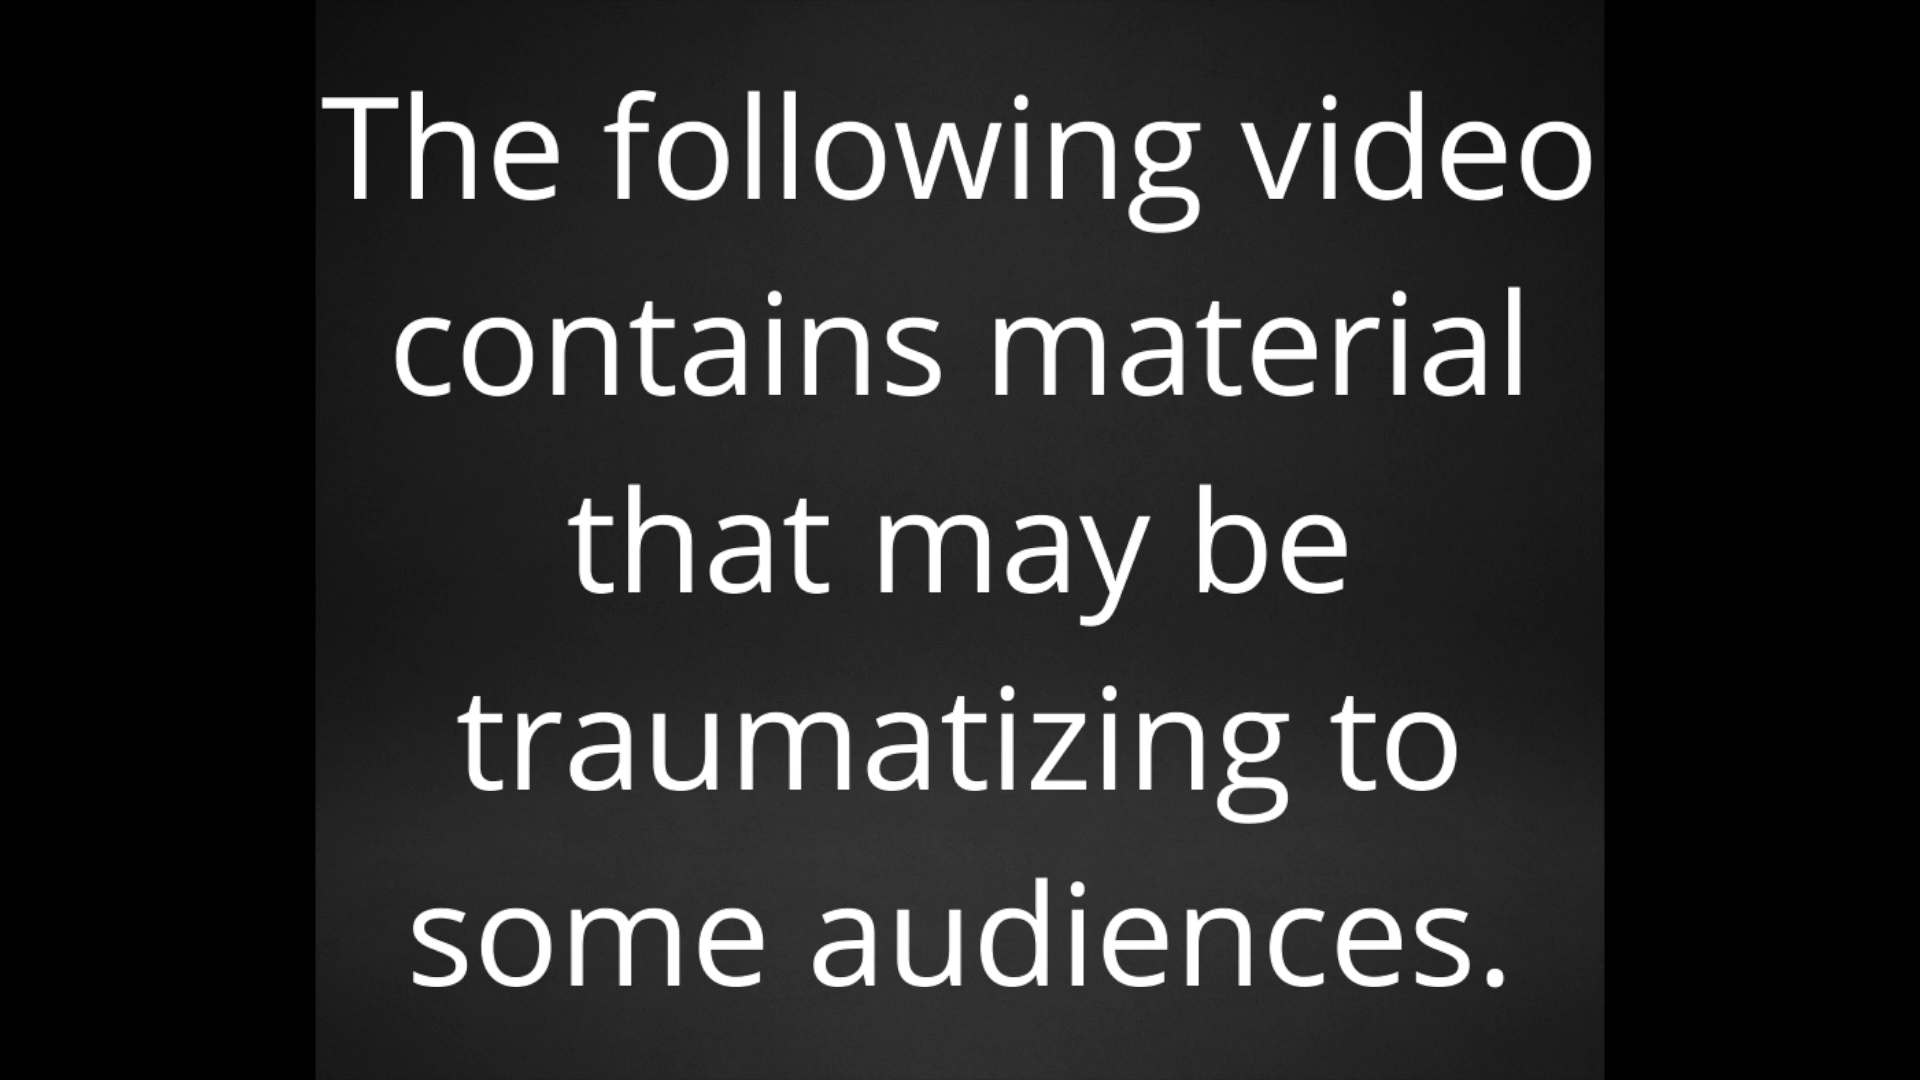 The following video
contains material
that may be
traumatizing to
some audiences.